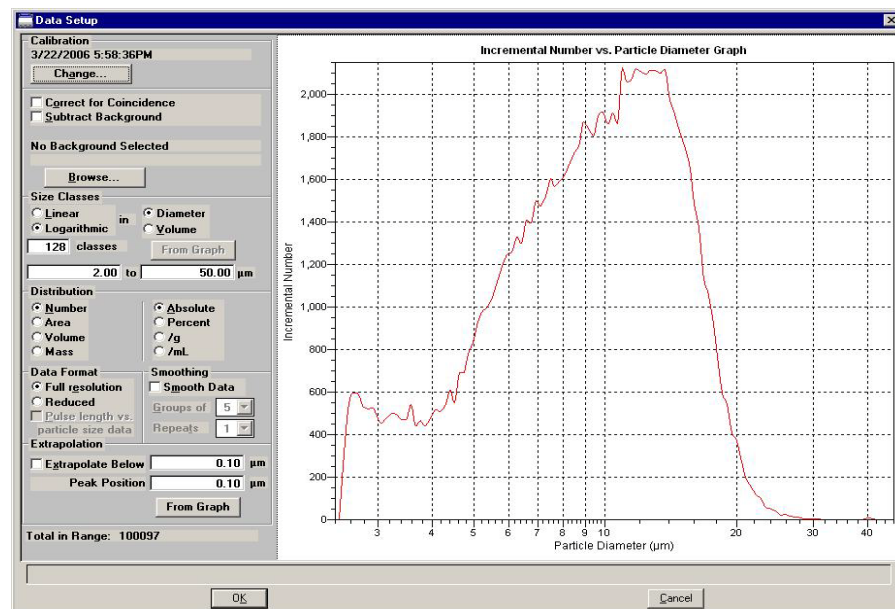 Data Setup
Calibration
3/22/2006 5:58:36PM
Change...
Correct for Coincidence
Subtract Background
No Background Selected
Browse...
Size Classes
Linear
Logarithmic
in
Diameter
Volume
128 classes
From Graph
2.00 to 50.00 µm
Distribution
Number
Area
Volume
Mass
Absolute
Percent
/g
/mL
Data Format
Full resolution
Reduced
Pulse length vs.
particle size data
Smoothing
Smooth Data
Groups of 5
Repeats 1
Extrapolation
Extrapolate Below 0.10 µm
Peak Position 0.10 µm
From Graph
Total in Range: 100097
Incremental Number vs. Particle Diameter Graph
Incremental Number
2,000
1,800
1,600
1,400
1,200
1,000
800
600
400
200
0
3 4 5 6 7 8 9 10 20 30 40
Particle Diameter (µm)
OK
Cancel